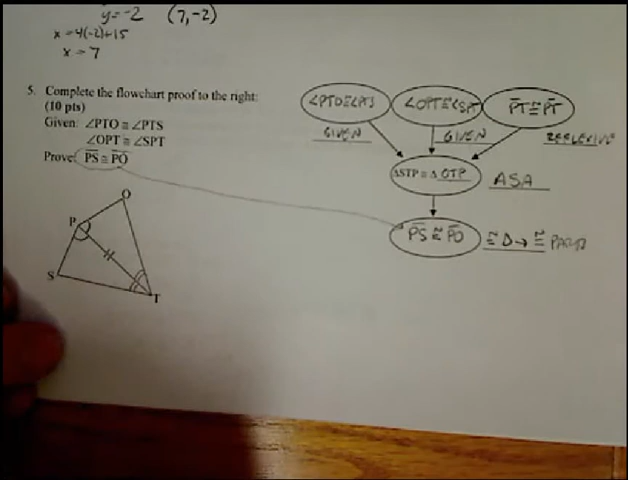 y=-2 (7,-2)
x=4(-2)+15
x=7
5. Complete the flowchart proof to the right:
(10 pts)
Given: ∠PTO ≅ ∠PTS
∠OPT ≅ ∠SPT
Prove: PS ≅ PO
∠PTO≅∠PTS ∠OPT≅∠SPT PT≅PT
GIVEN GIVEN REFLEXIVE
ΔSTP ≅ Δ OTP ASA
PS ≅ PO ≅ Δ → ≅ PARTS
O
P
S
T